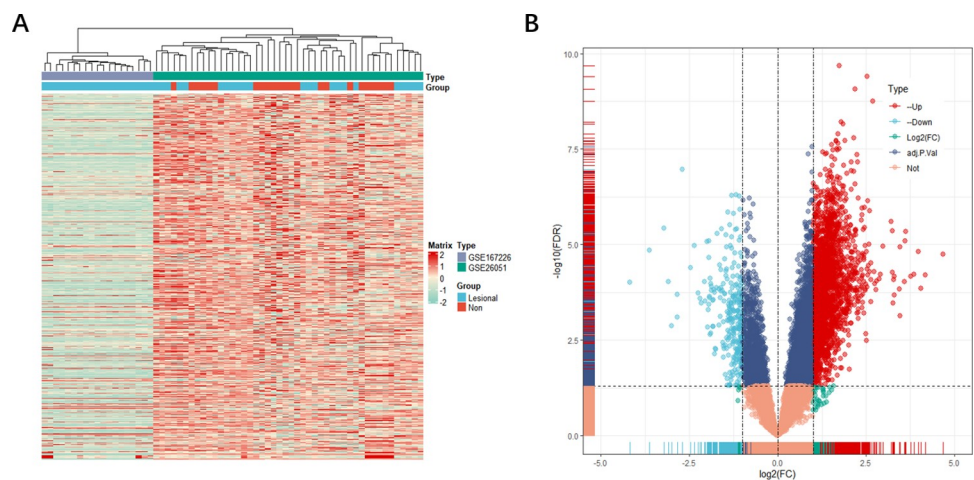 A
Type
Group
Matrix
2
1
0
-1
-2
Type
GSE167226
GSE26051
Group
Lesional
Non
B
10.0
7.5
5.0
2.5
0.0
-log10(FDR)
-5.0
-2.5
0.0
2.5
5.0
log2(FC)
Type
--Up
--Down
Log2(FC)
adj.P.Val
Not